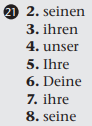 21 2. seinen
3. ihren
4. unser
5. Ihre
6. Deine
7. ihre
8. seine